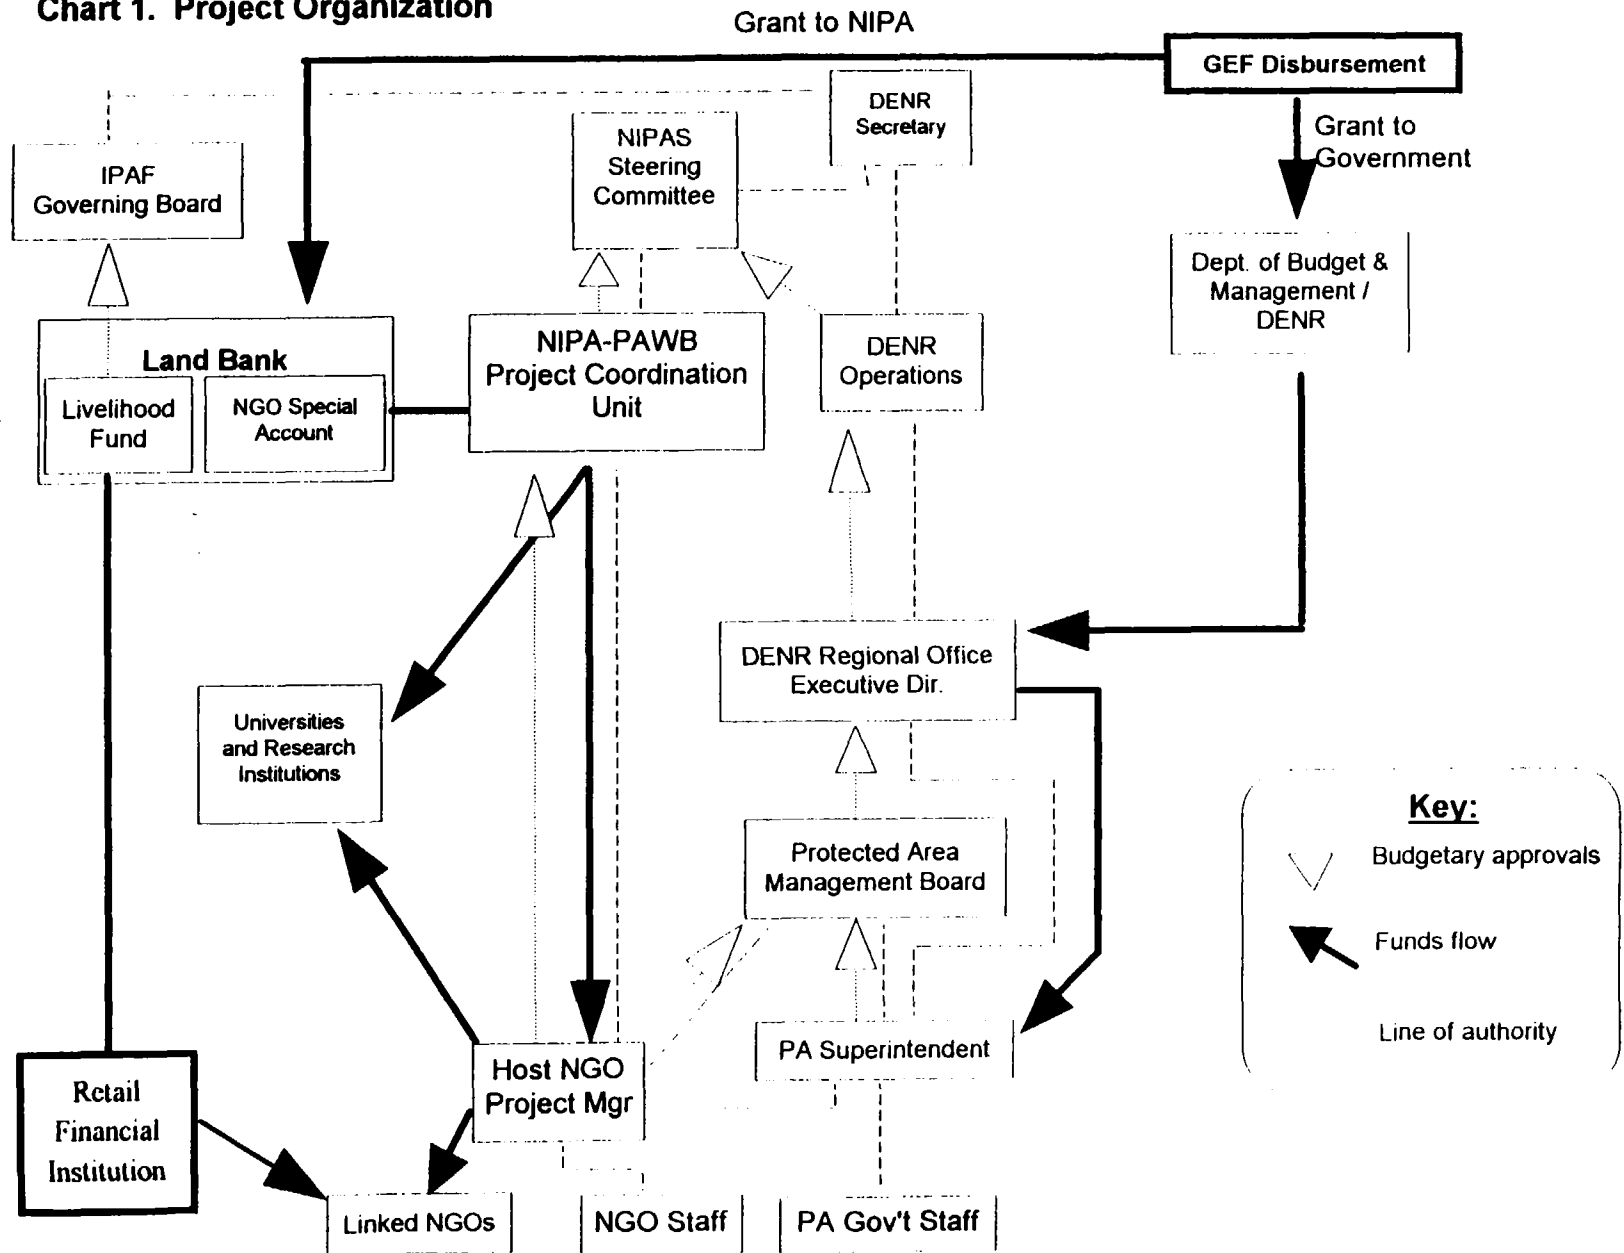 Chart 1. Project Organization
Grant to NIPA
GEF Disbursement
DENR
Secretary
NIPAS
Steering
Committee
Grant to
Government
IPAF
Governing Board
Dept. of Budget &
Management /
DENR
Land Bank
Livelihood
Fund
NGO Special
Account
NIPA-PAWB
Project Coordination
Unit
DENR
Operations
DENR Regional Office
Executive Dir.
Universities
and Research
Institutions
Protected Area
Management Board
Key:
Budgetary approvals
Funds flow
Line of authority
PA Superintendent
Host NGO
Project Mgr
Retail
Financial
Institution
Linked NGOs
NGO Staff
PA Gov't Staff